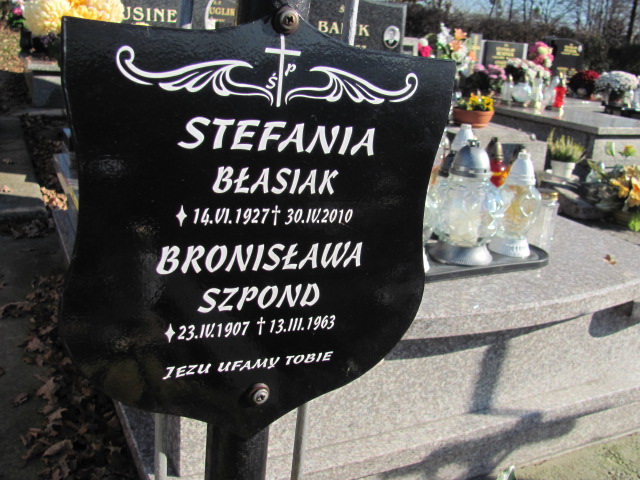 Ś P
STEFANIA
BŁASIAK
♦ 14.VI.1927 † 30.IV.2010
BRONISŁAWA
SZPOND
♦ 23.IV.1907 † 13.III.1963
JEZU UFAMY TOBIE